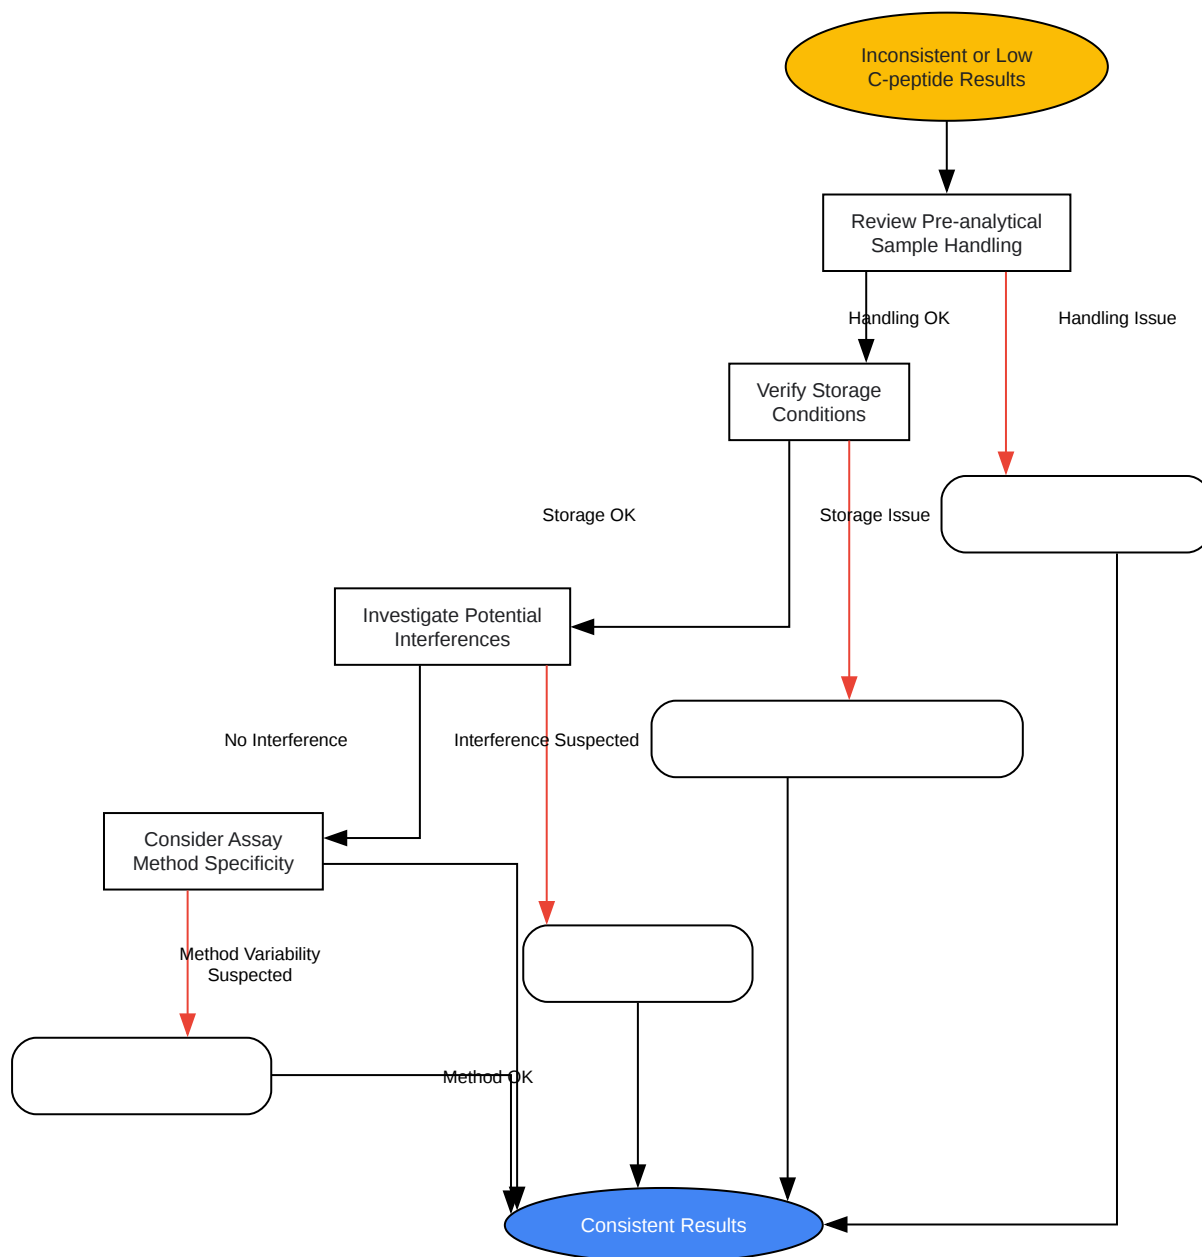 Inconsistent or Low
C-peptide Results
Review Pre-analytical
Sample Handling
Handling OK
Handling Issue
Verify Storage
Conditions
Storage OK
Storage Issue
Investigate Potential
Interferences
No Interference
Interference Suspected
Consider Assay
Method Specificity
Method Variability
Suspected
Method OK
Consistent Results